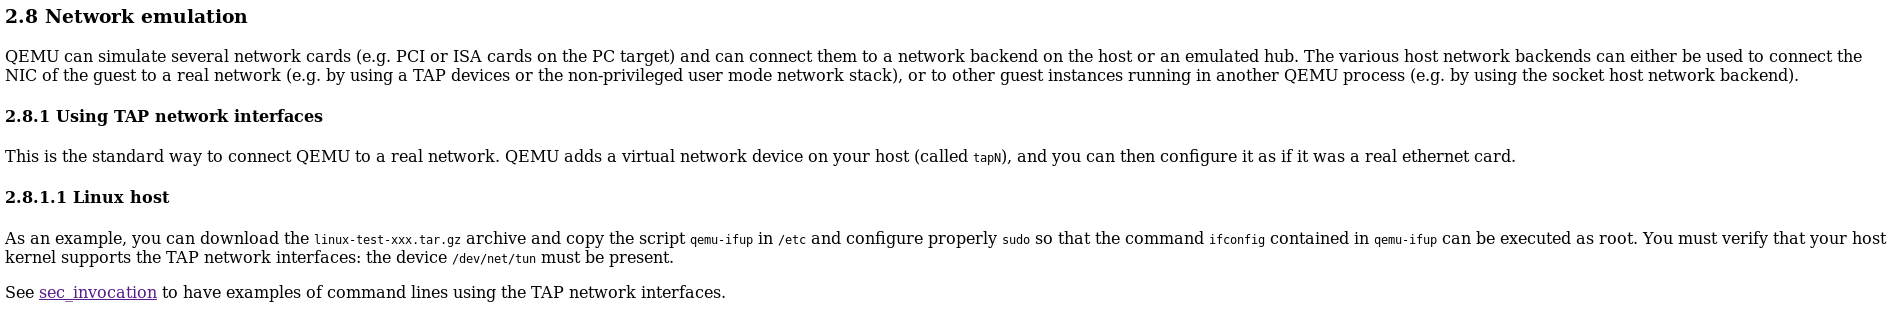 2.8 Network emulation
QEMU can simulate several network cards (e.g. PCI or ISA cards on the PC target) and can connect them to a network backend on the host or an emulated hub. The various host network backends can either be used to connect the
NIC of the guest to a real network (e.g. by using a TAP devices or the non-privileged user mode network stack), or to other guest instances running in another QEMU process (e.g. by using the socket host network backend).
2.8.1 Using TAP network interfaces
This is the standard way to connect QEMU to a real network. QEMU adds a virtual network device on your host (called tapN), and you can then configure it as if it was a real ethernet card.
2.8.1.1 Linux host
As an example, you can download the linux-test-xxx.tar.gz archive and copy the script qemu-ifup in /etc and configure properly sudo so that the command ifconfig contained in qemu-ifup can be executed as root. You must verify that your host
kernel supports the TAP network interfaces: the device /dev/net/tun must be present.
See sec_invocation to have examples of command lines using the TAP network interfaces.